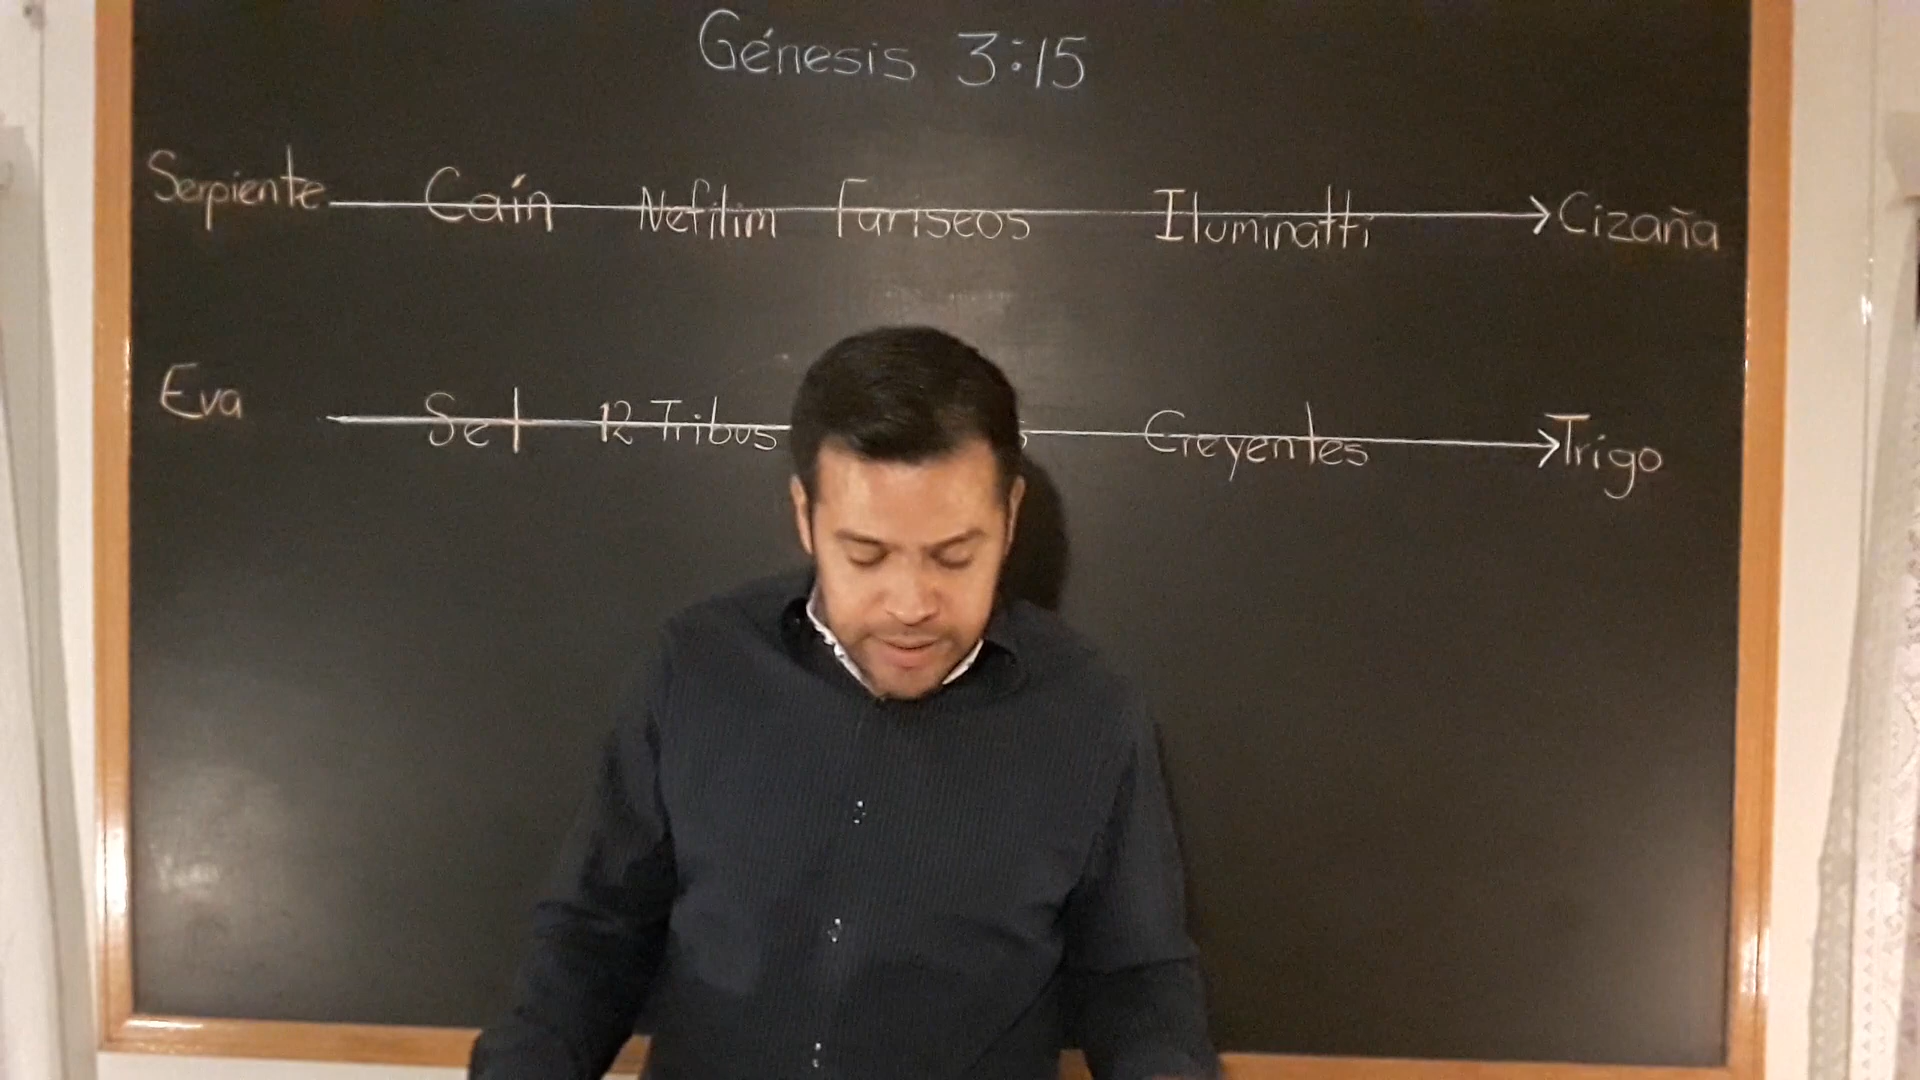 Génesis 3:15
Serpiente Caín Nefilim Fariseos Iluminatti Cizaña
Eva Set 12 Tribus Creyentes Trigo